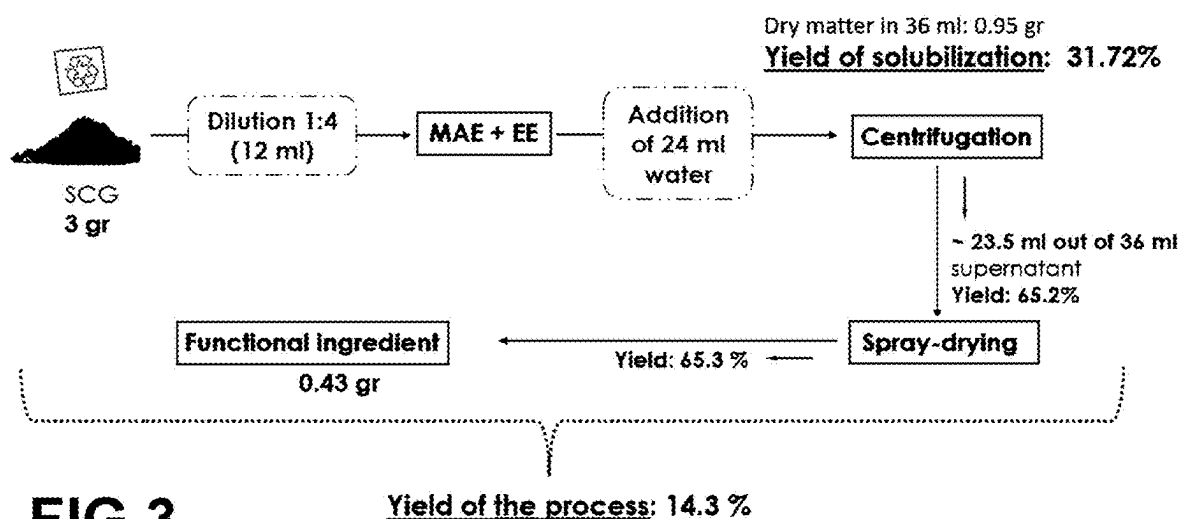 Dry matter in 36 ml: 0.95 gr
Yield of solubilization: 31.72%
Dilution 1:4
(12 ml)
MAE + EE
Addition
of 24 ml
water
Centrifugation
SCG
3 gr
~ 23.5 ml out of 36 ml
supernatant
Yield: 65.2%
Functional ingredient
0.43 gr
Yield: 65.3 %
Spray-drying
Yield of the process: 14.3 %
FIG 3